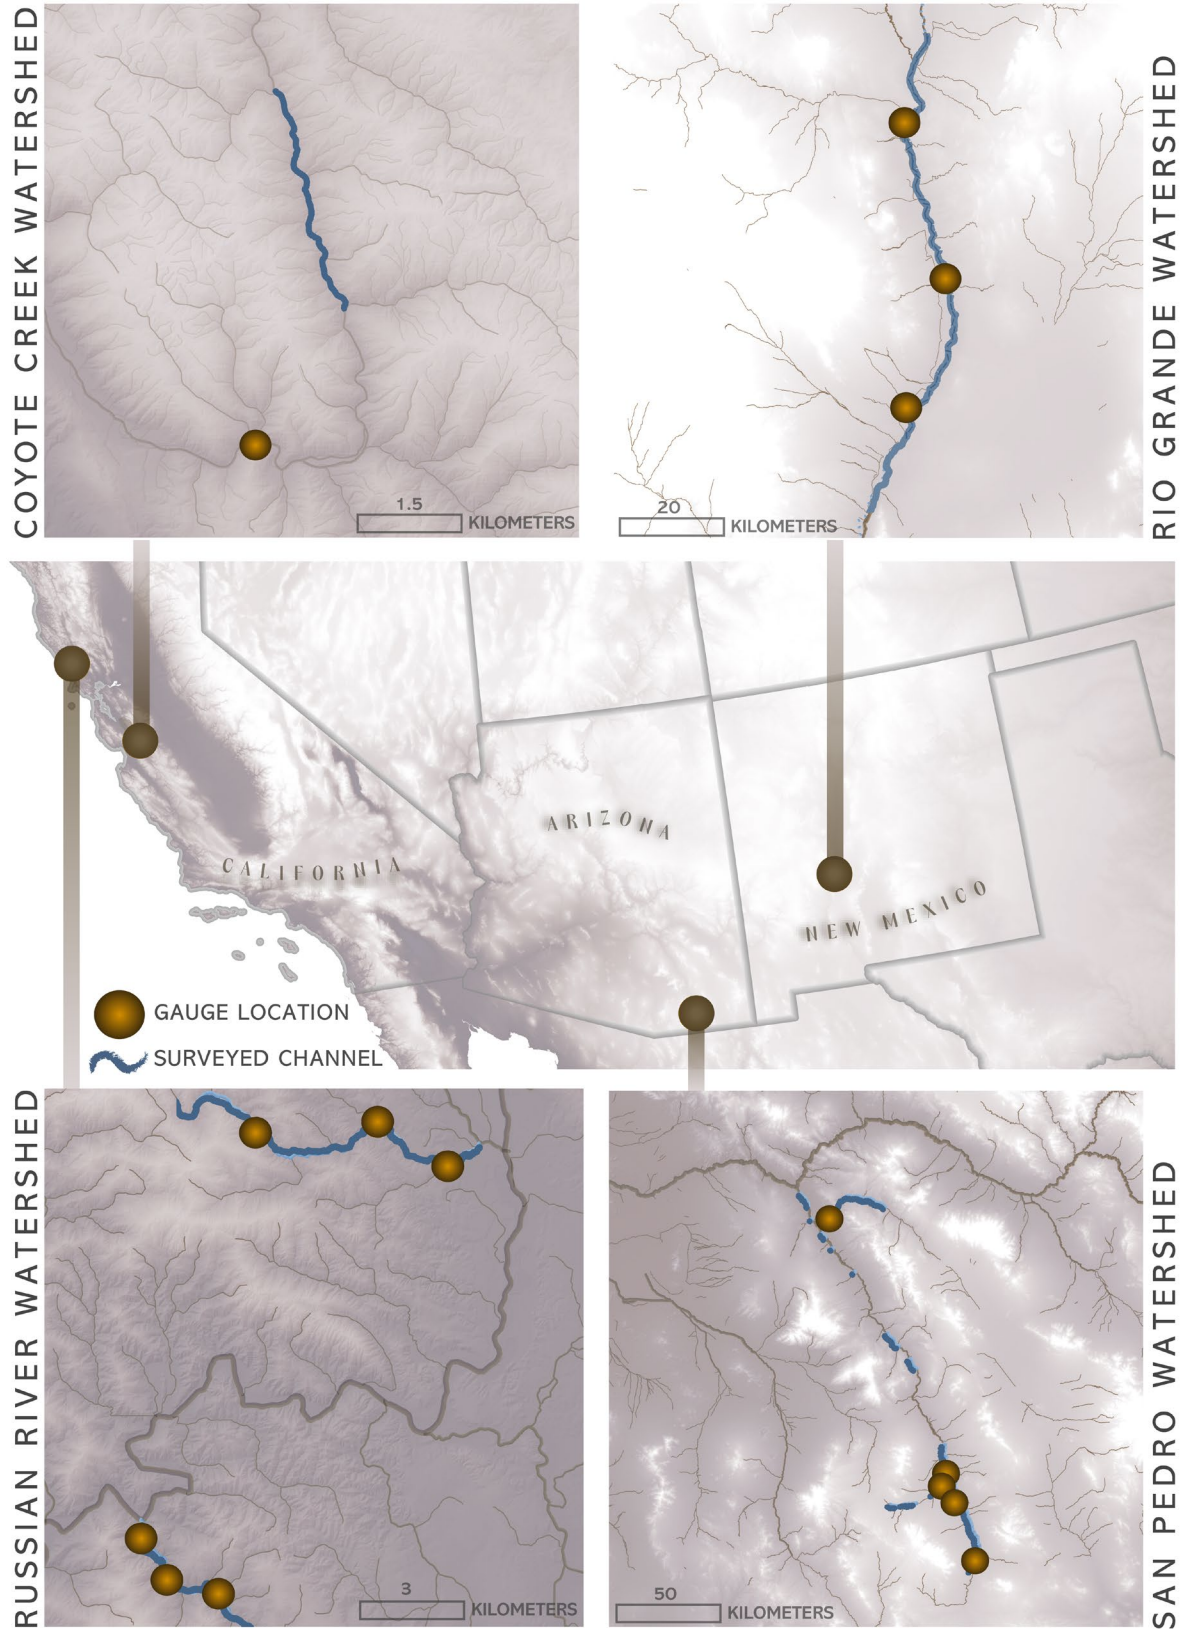 COYOTE CREEK WATERSHED
1.5
KILOMETERS
RIO GRANDE WATERSHED
20
KILOMETERS
CALIFORNIA
ARIZONA
NEW MEXICO
GAUGE LOCATION
SURVEYED CHANNEL
RUSSIAN RIVER WATERSHED
3
KILOMETERS
SAN PEDRO WATERSHED
50
KILOMETERS